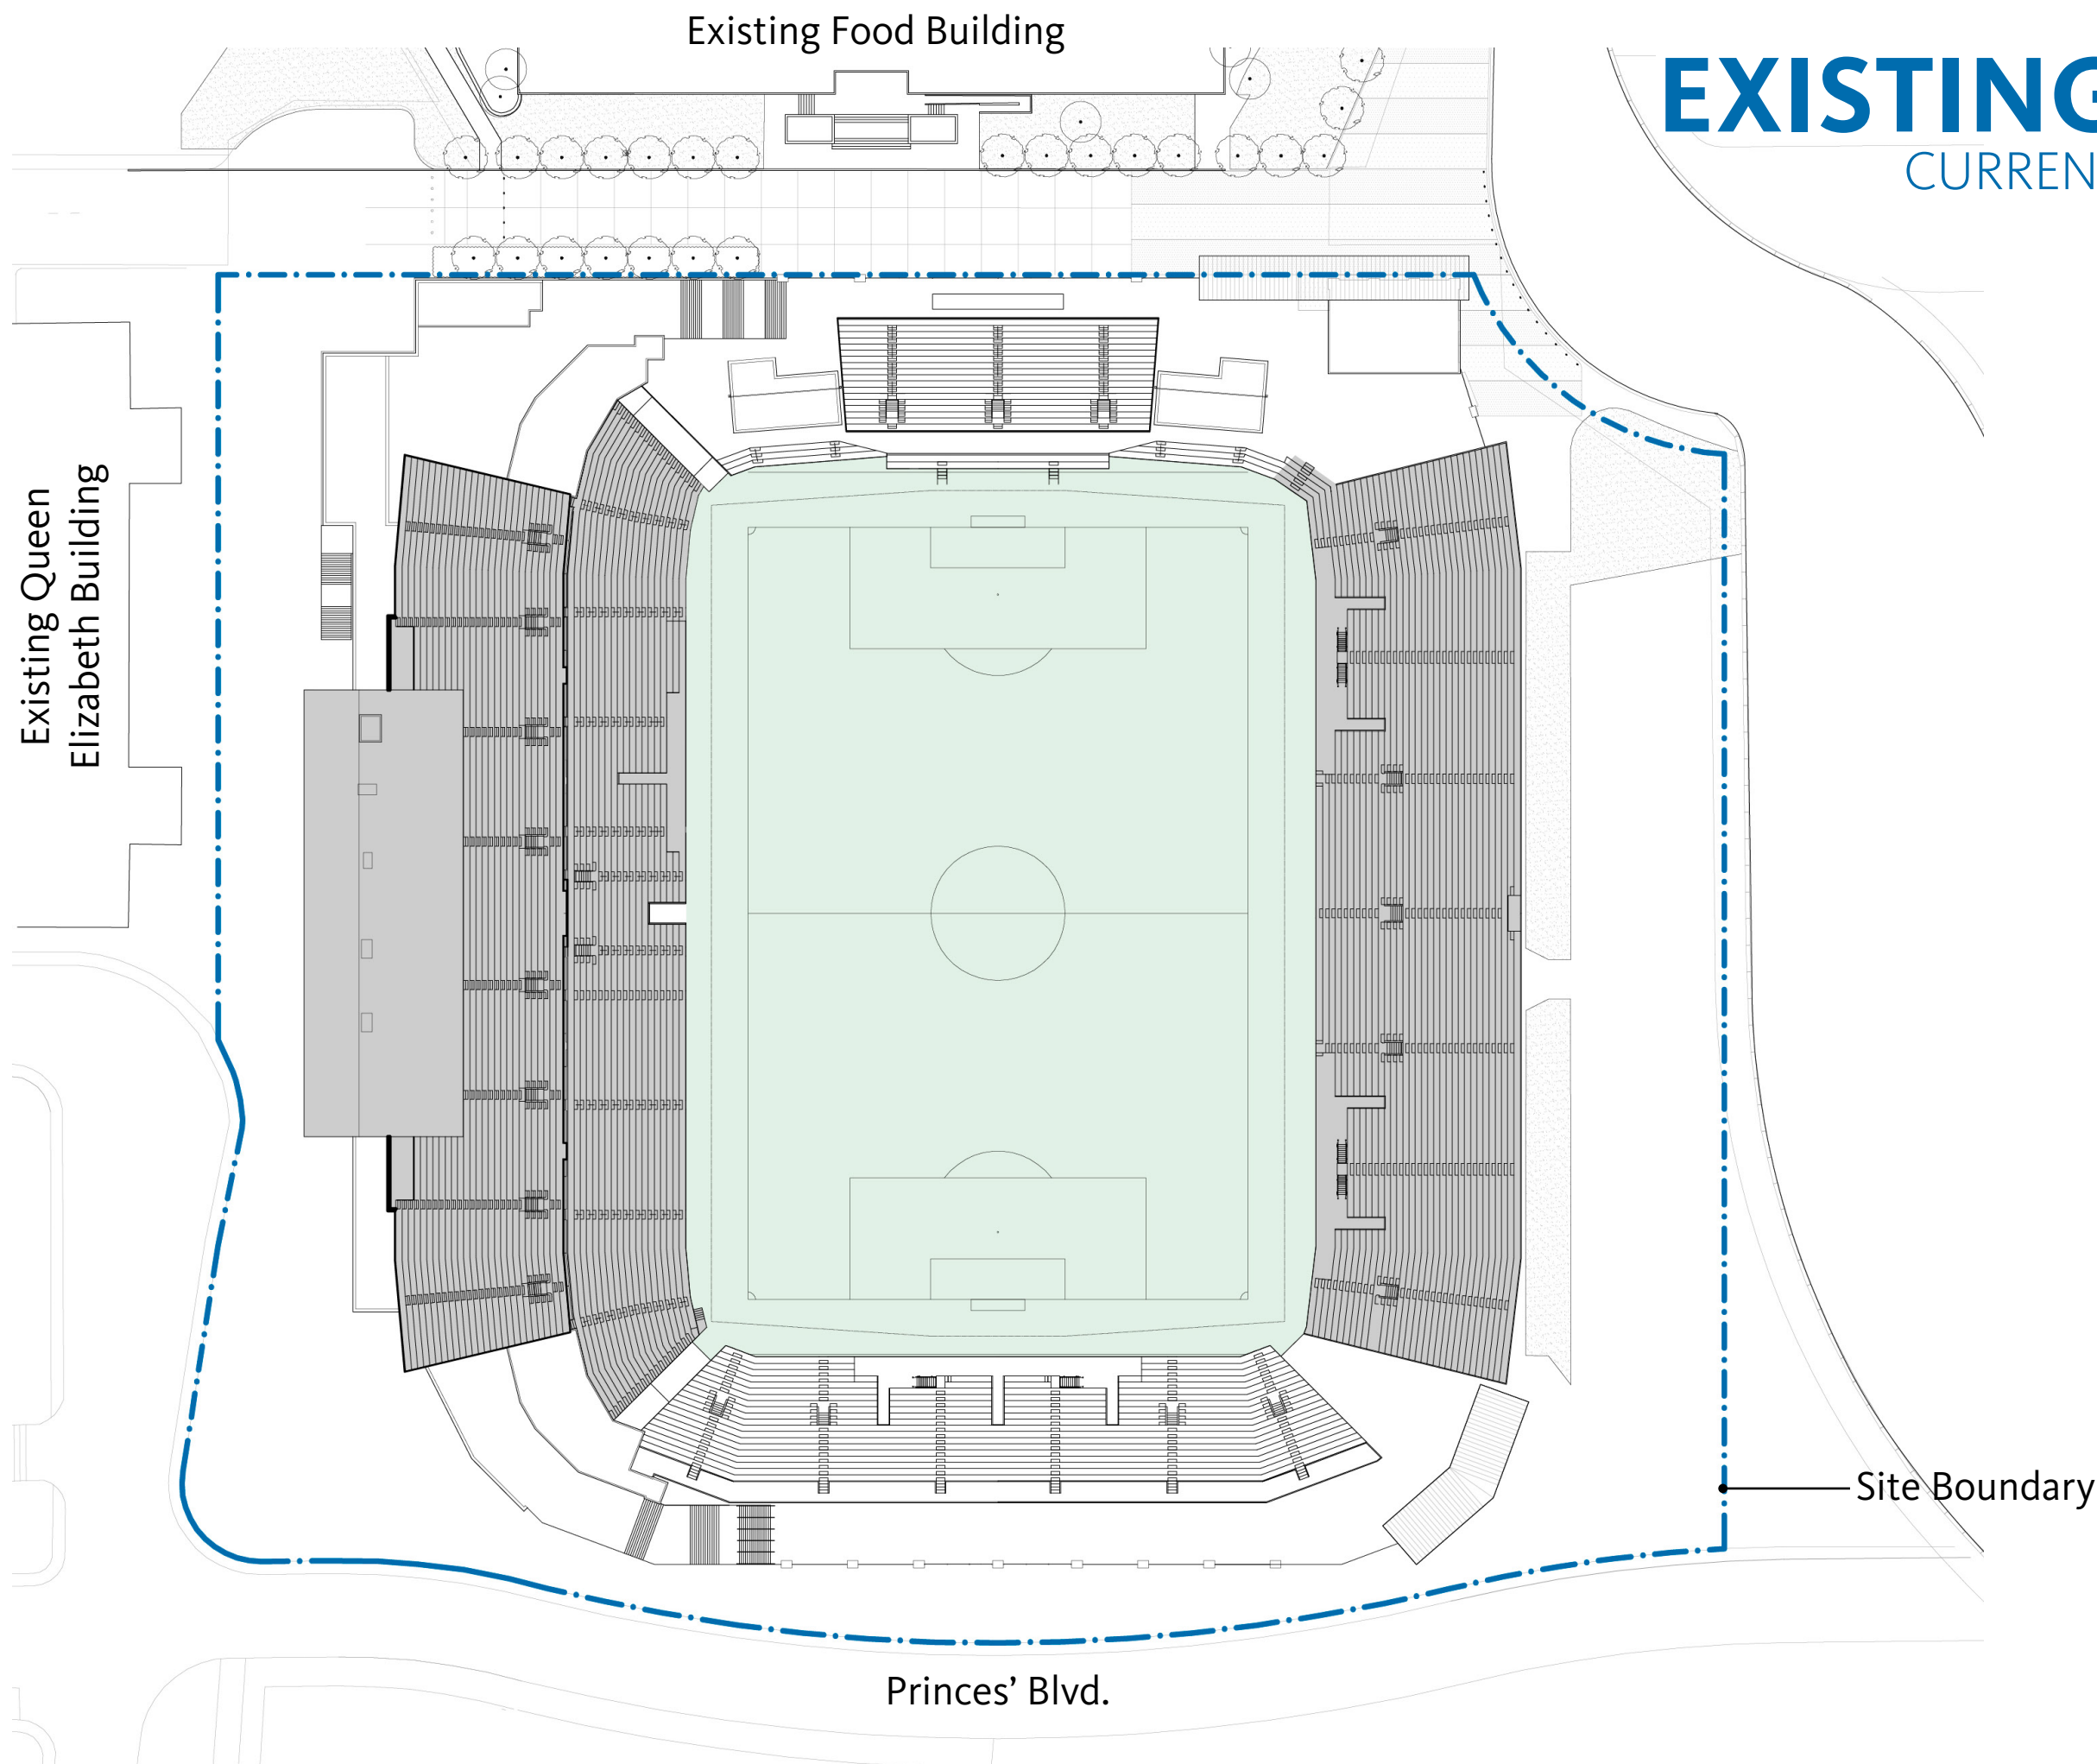 Existing Food Building
EXISTING
CURREN
Existing Queen
Elizabeth Building
Site Boundary
Princes’ Blvd.